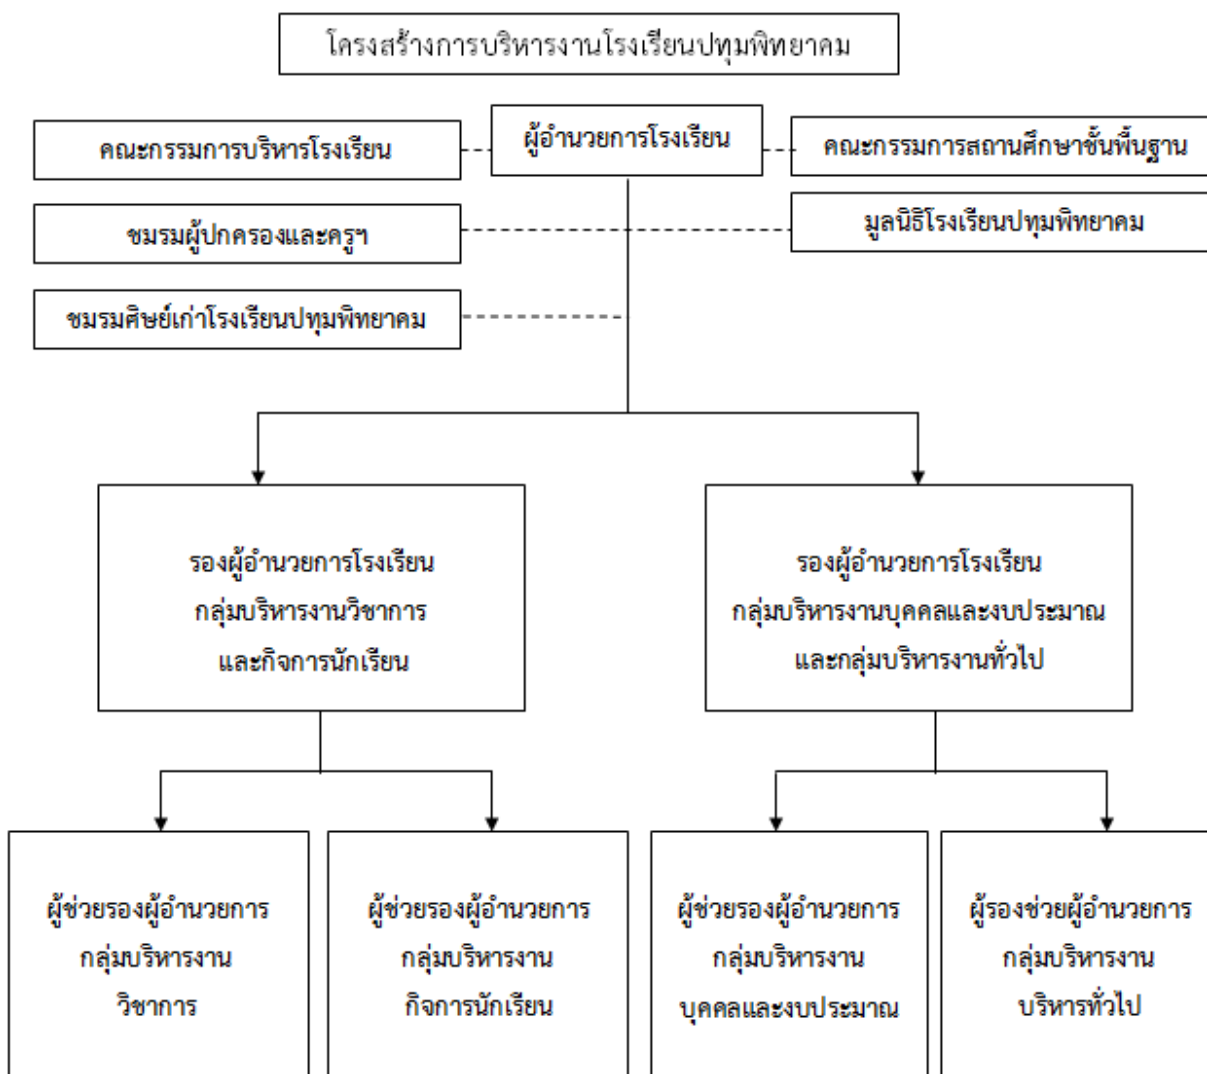 โครงสร้างการบริหารงานโรงเรียนปทุมพิทยาคม
ผู้อำนวยการโรงเรียน
คณะกรรมการบริหารโรงเรียน
คณะกรรมการสถานศึกษาชั้นพื้นฐาน
ชมรมผู้ปกครองและครูฯ
มูลนิธิโรงเรียนปทุมพิทยาคม
ชมรมศิษย์เก่าโรงเรียนปทุมพิทยาคม
รองผู้อำนวยการโรงเรียน
กลุ่มบริหารงานวิชาการ
และกิจการนักเรียน
รองผู้อำนวยการโรงเรียน
กลุ่มบริหารงานบุคคลและงบประมาณ
และกลุ่มบริหารงานทั่วไป
ผู้ช่วยรองผู้อำนวยการ
กลุ่มบริหารงาน
วิชาการ
ผู้ช่วยรองผู้อำนวยการ
กลุ่มบริหารงาน
กิจการนักเรียน
ผู้ช่วยรองผู้อำนวยการ
กลุ่มบริหารงาน
บุคคลและงบประมาณ
ผู้รองช่วยผู้อำนวยการ
กลุ่มบริหารงาน
บริหารทั่วไป